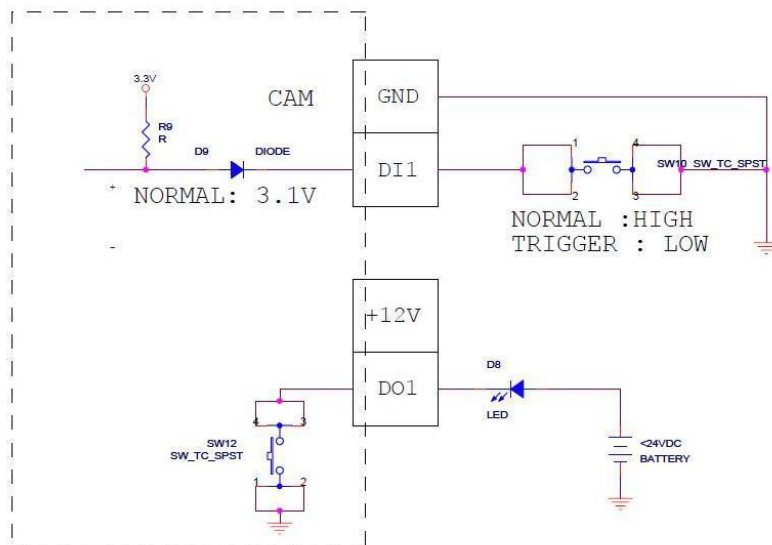 3.3V
R9
R
CAM
GND
D9
DIODE
DI1
1
4
SW10 SW_TC_SPST
+
NORMAL: 3.1V
2
3
NORMAL :HIGH
TRIGGER : LOW
-
+12V
D8
DO1
LED
4
3
SW12
SW_TC_SPST
<24VDC
BATTERY
1
2